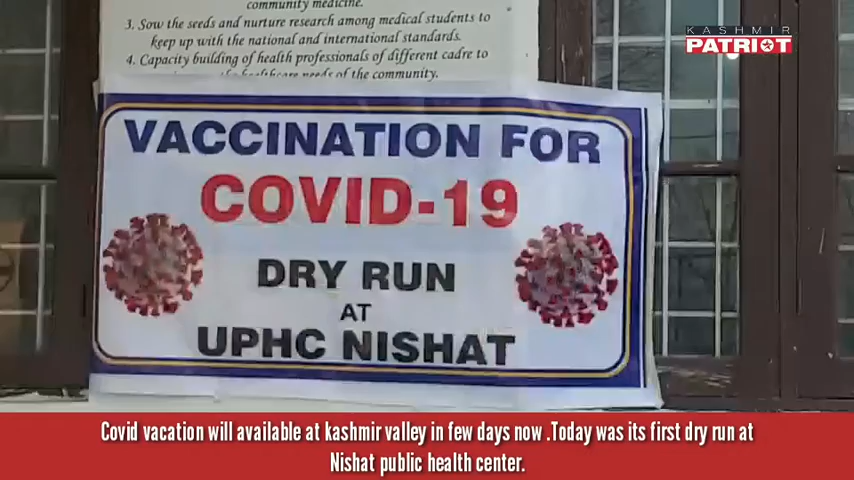 community medicine.
3. Sow the seeds and nurture research among medical students to
keep up with the national and international standards.
4. Capacity building of health professionals of different cadre to
healthcare needs of the community.
KASHMIR
PATRIOT
VACCINATION FOR
COVID-19
DRY RUN
AT
UPHC NISHAT
Covid vacation will available at kashmir valley in few days now .Today was its first dry run at
Nishat public health center.